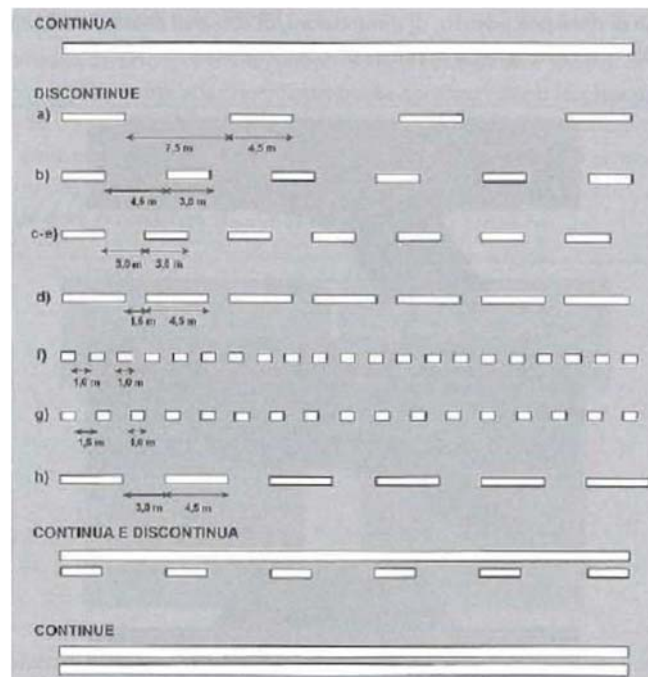 CONTINUA
DISCONTINUE
a)
7,5 m 4,5 m
b)
4,5 m 3,0 m
c-e)
3,0 m 3,0 m
d)
1,5 m 4,5 m
f)
1,0 m 1,0 m
g)
1,5 m 1,0 m
h)
3,0 m 4,5 m
CONTINUA E DISCONTINUA
CONTINUE